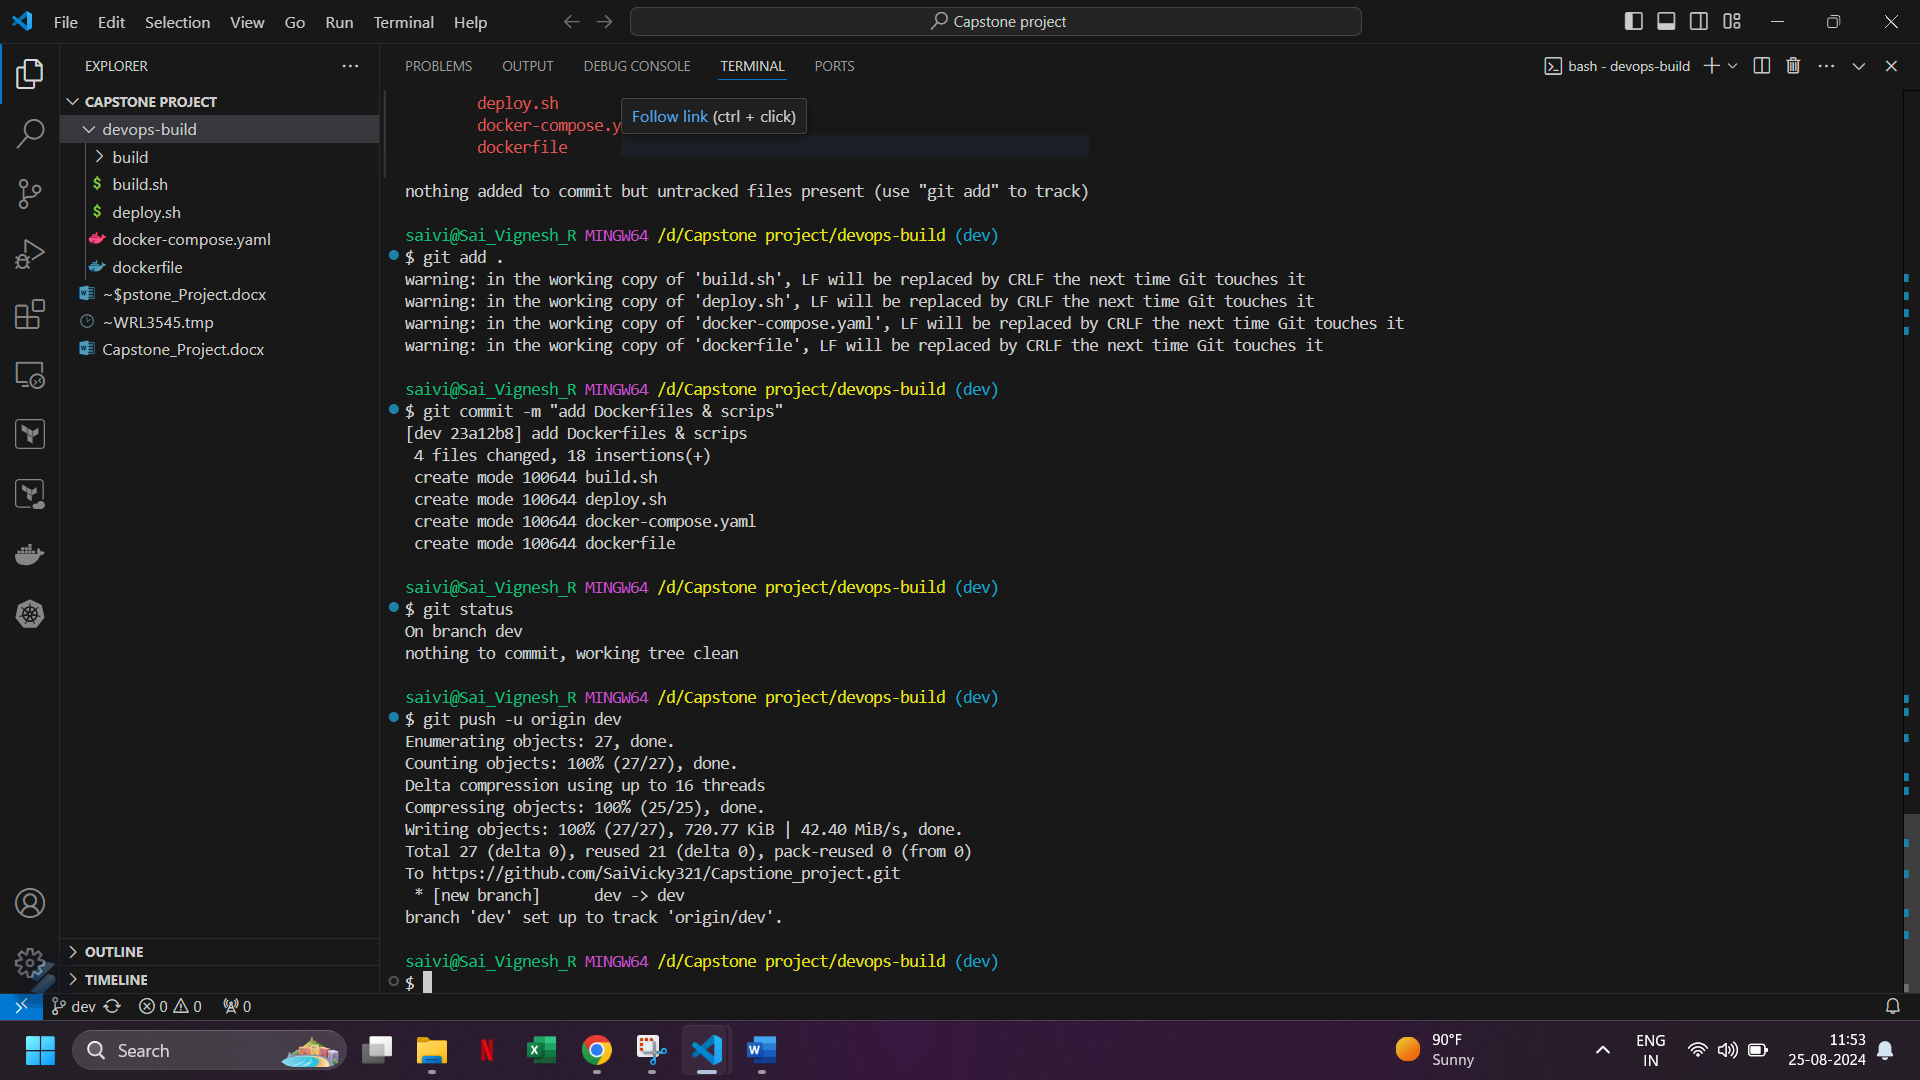 File Edit Selection View Go Run Terminal Help
Capstone project
EXPLORER
CAPSTONE PROJECT
devops-build
build
build.sh
deploy.sh
docker-compose.yaml
dockerfile
~$pstone_Project.docx
~WRL3545.tmp
Capstone_Project.docx
OUTLINE
TIMELINE
PROBLEMS OUTPUT DEBUG CONSOLE TERMINAL PORTS
bash - devops-build
deploy.sh
docker-compose.y
Follow link (ctrl + click)
dockerfile
nothing added to commit but untracked files present (use "git add" to track)
saivi@Sai_Vignesh_R MINGW64 /d/Capstone project/devops-build (dev)
$ git add .
warning: in the working copy of 'build.sh', LF will be replaced by CRLF the next time Git touches it
warning: in the working copy of 'deploy.sh', LF will be replaced by CRLF the next time Git touches it
warning: in the working copy of 'docker-compose.yaml', LF will be replaced by CRLF the next time Git touches it
warning: in the working copy of 'dockerfile', LF will be replaced by CRLF the next time Git touches it
saivi@Sai_Vignesh_R MINGW64 /d/Capstone project/devops-build (dev)
$ git commit -m "add Dockerfiles & scrips"
[dev 23a12b8] add Dockerfiles & scrips
4 files changed, 18 insertions(+)
create mode 100644 build.sh
create mode 100644 deploy.sh
create mode 100644 docker-compose.yaml
create mode 100644 dockerfile
saivi@Sai_Vignesh_R MINGW64 /d/Capstone project/devops-build (dev)
$ git status
On branch dev
nothing to commit, working tree clean
saivi@Sai_Vignesh_R MINGW64 /d/Capstone project/devops-build (dev)
$ git push -u origin dev
Enumerating objects: 27, done.
Counting objects: 100% (27/27), done.
Delta compression using up to 16 threads
Compressing objects: 100% (25/25), done.
Writing objects: 100% (27/27), 720.77 KiB | 42.40 MiB/s, done.
Total 27 (delta 0), reused 21 (delta 0), pack-reused 0 (from 0)
To https://github.com/SaiVicky321/Capstione_project.git
* [new branch] dev -> dev
branch 'dev' set up to track 'origin/dev'.
saivi@Sai_Vignesh_R MINGW64 /d/Capstone project/devops-build (dev)
$
dev 0 0 0
Search
90°F
Sunny
ENG
IN
11:53
25-08-2024